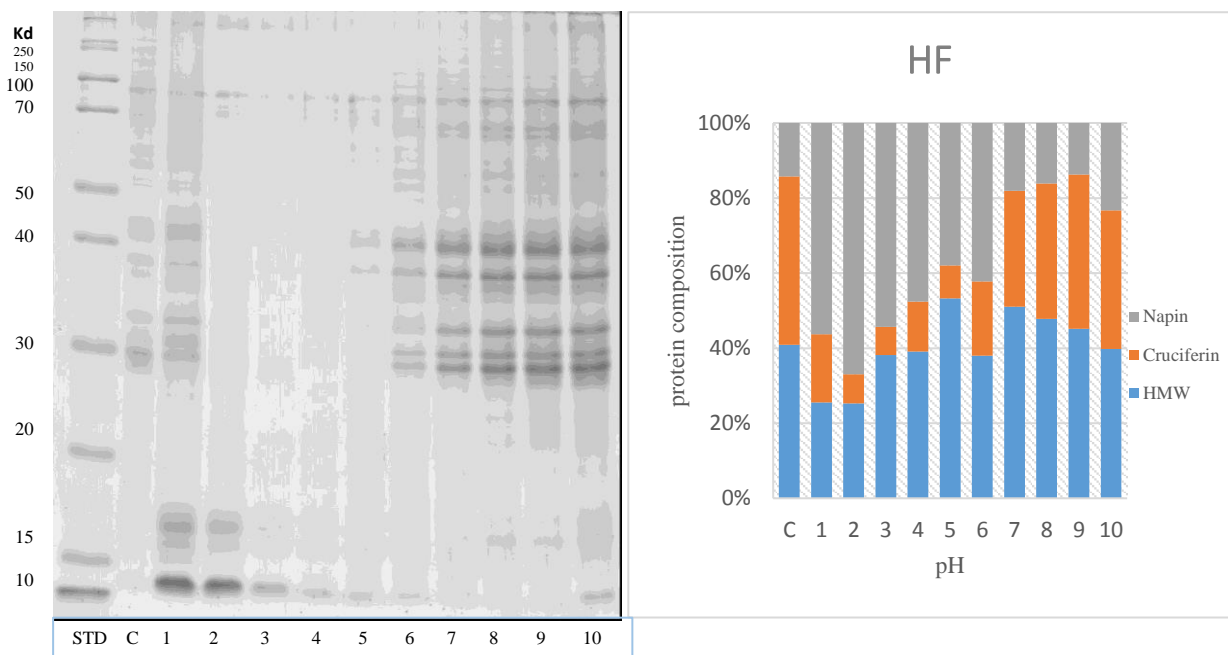 Kd
250
150
100
70
50
40
30
20
15
10
STD C 1 2 3 4 5 6 7 8 9 10
HF
100%
80%
60%
40%
20%
0%
protein composition
C 1 2 3 4 5 6 7 8 9 10
pH
Napin
Cruciferin
HMW